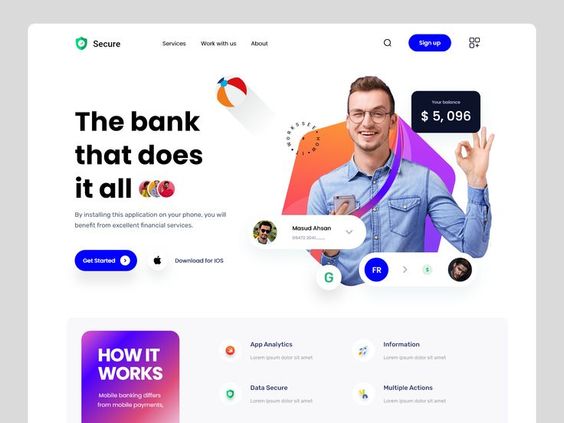 Secure
Services
Work with us
About
Sign up
The bank
that does
it all
By installing this application on your phone, you will
benefit from excellent financial services.
Get Started
Download for IOS
Your balance
$ 5, 096
Masud Ahsan
G
FR
$
HOW IT
WORKS
Mobile banking differs
from mobile payments,
App Analytics
Lorem ipsum dolor sit amet
Information
Lorem ipsum dolor sit amet
Data Secure
Lorem ipsum dolor sit amet
Multiple Actions
Lorem ipsum dolor sit amet